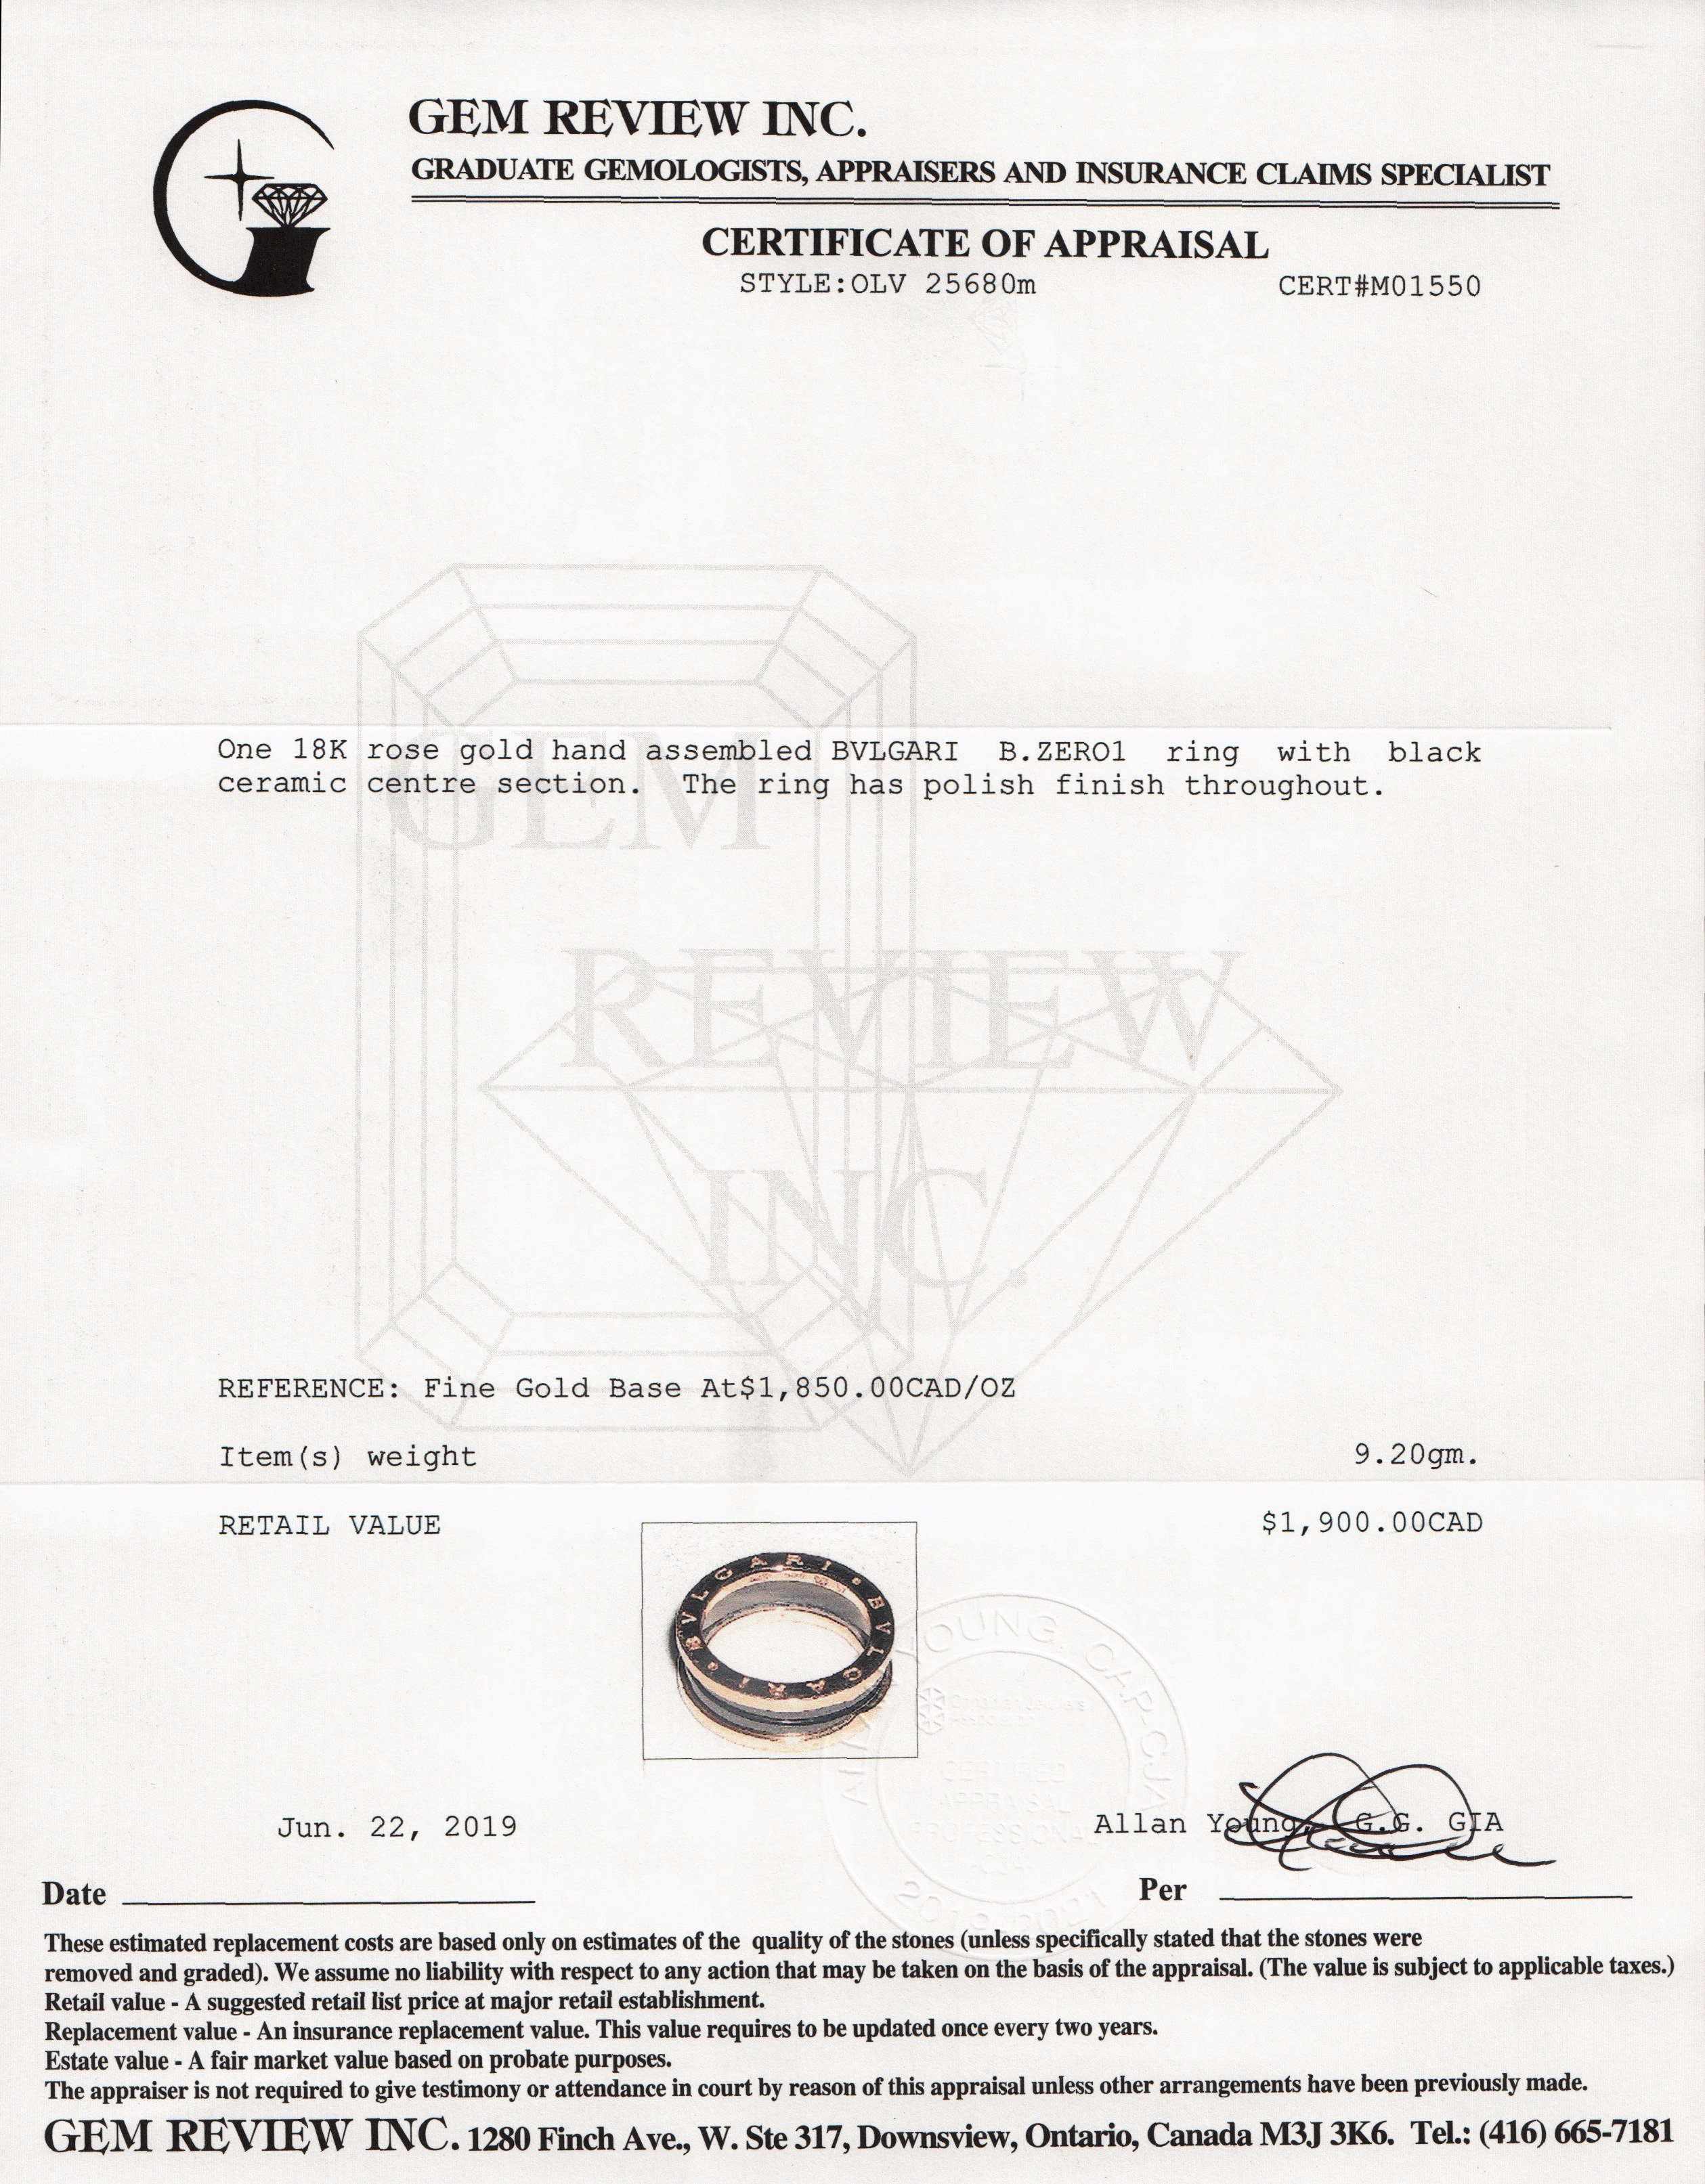 GEM REVIEW INC.
GRADUATE GEMOLOGISTS, APPRAISERS AND INSURANCE CLAIMS SPECIALIST
CERTIFICATE OF APPRAISAL
STYLE:OLV 25680m CERT#M01550
One 18K rose gold hand assembled BVLGARI B.ZERO1 ring with black
ceramic centre section. The ring has polish finish throughout.
GEM
REVIEW
INC.
REFERENCE: Fine Gold Base At$1,850.00CAD/OZ
Item(s) weight 9.20gm.
RETAIL VALUE $1,900.00CAD
BVLGARI • BVLGARI •
YOUNG, CAP-CJA
CERTIFIED
APPRAISAL
Jun. 22, 2019 Allan Young, G.G. GIA
Date Per
These estimated replacement costs are based only on estimates of the quality of the stones (unless specifically stated that the stones were
removed and graded). We assume no liability with respect to any action that may be taken on the basis of the appraisal. (The value is subject to applicable taxes.)
Retail value - A suggested retail list price at major retail establishment.
Replacement value - An insurance replacement value. This value requires to be updated once every two years.
Estate value - A fair market value based on probate purposes.
The appraiser is not required to give testimony or attendance in court by reason of this appraisal unless other arrangements have been previously made.
GEM REVIEW INC. 1280 Finch Ave., W. Ste 317, Downsview, Ontario, Canada M3J 3K6. Tel.: (416) 665-7181